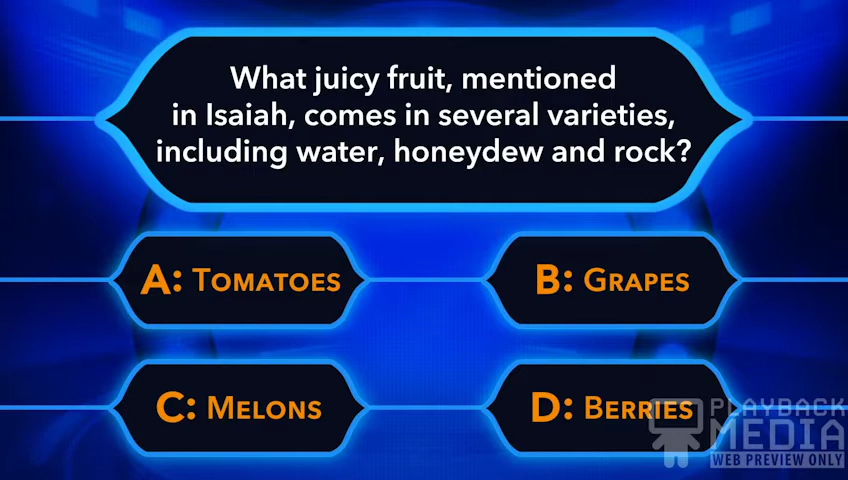 What juicy fruit, mentioned
in Isaiah, comes in several varieties,
including water, honeydew and rock?
A: Tomatoes
B: Grapes
C: Melons
D: Berries
PLAYBACK
MEDIA
WEB PREVIEW ONLY